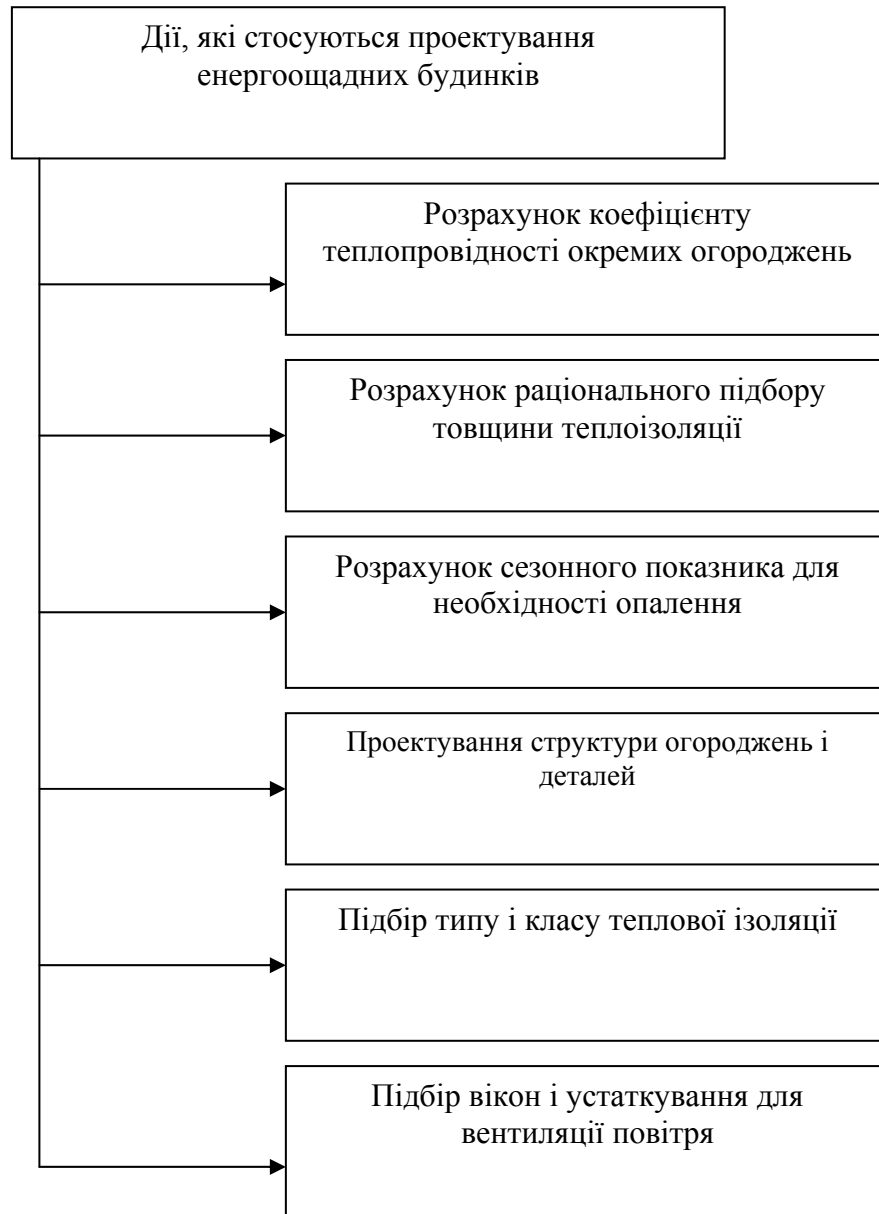 Дії, які стосуються проектування
енергоощадних будинків
Розрахунок коефіцієнту
теплопровідності окремих огороджень
Розрахунок раціонального підбору
товщини теплоізоляції
Розрахунок сезонного показника для
необхідності опалення
Проектування структури огороджень і
деталей
Підбір типу і класу теплової ізоляції
Підбір вікон і устаткування для
вентиляції повітря